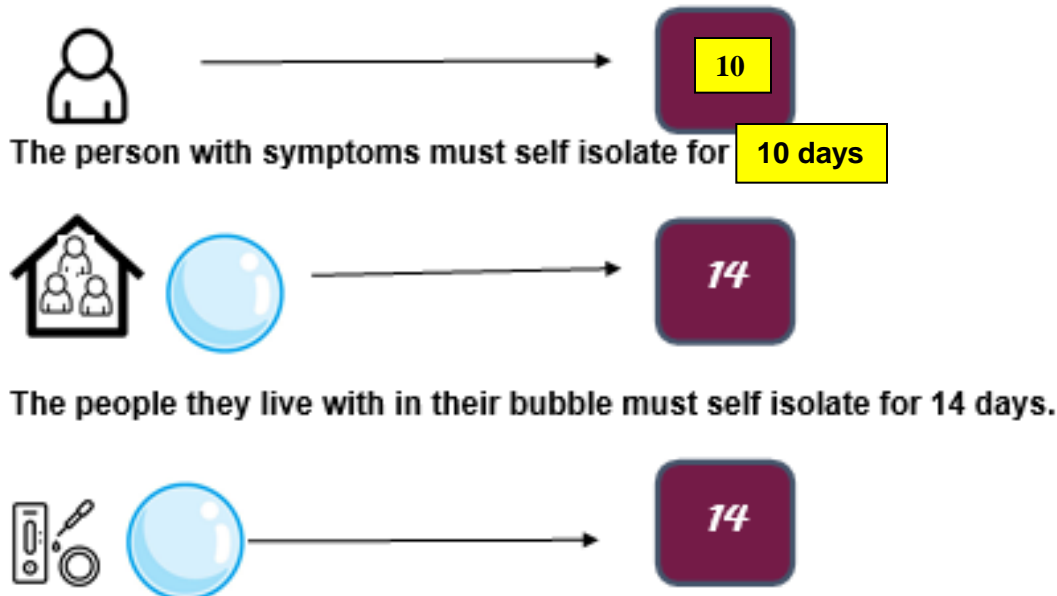 10
The person with symptoms must self isolate for 10 days
14
The people they live with in their bubble must self isolate for 14 days.
14